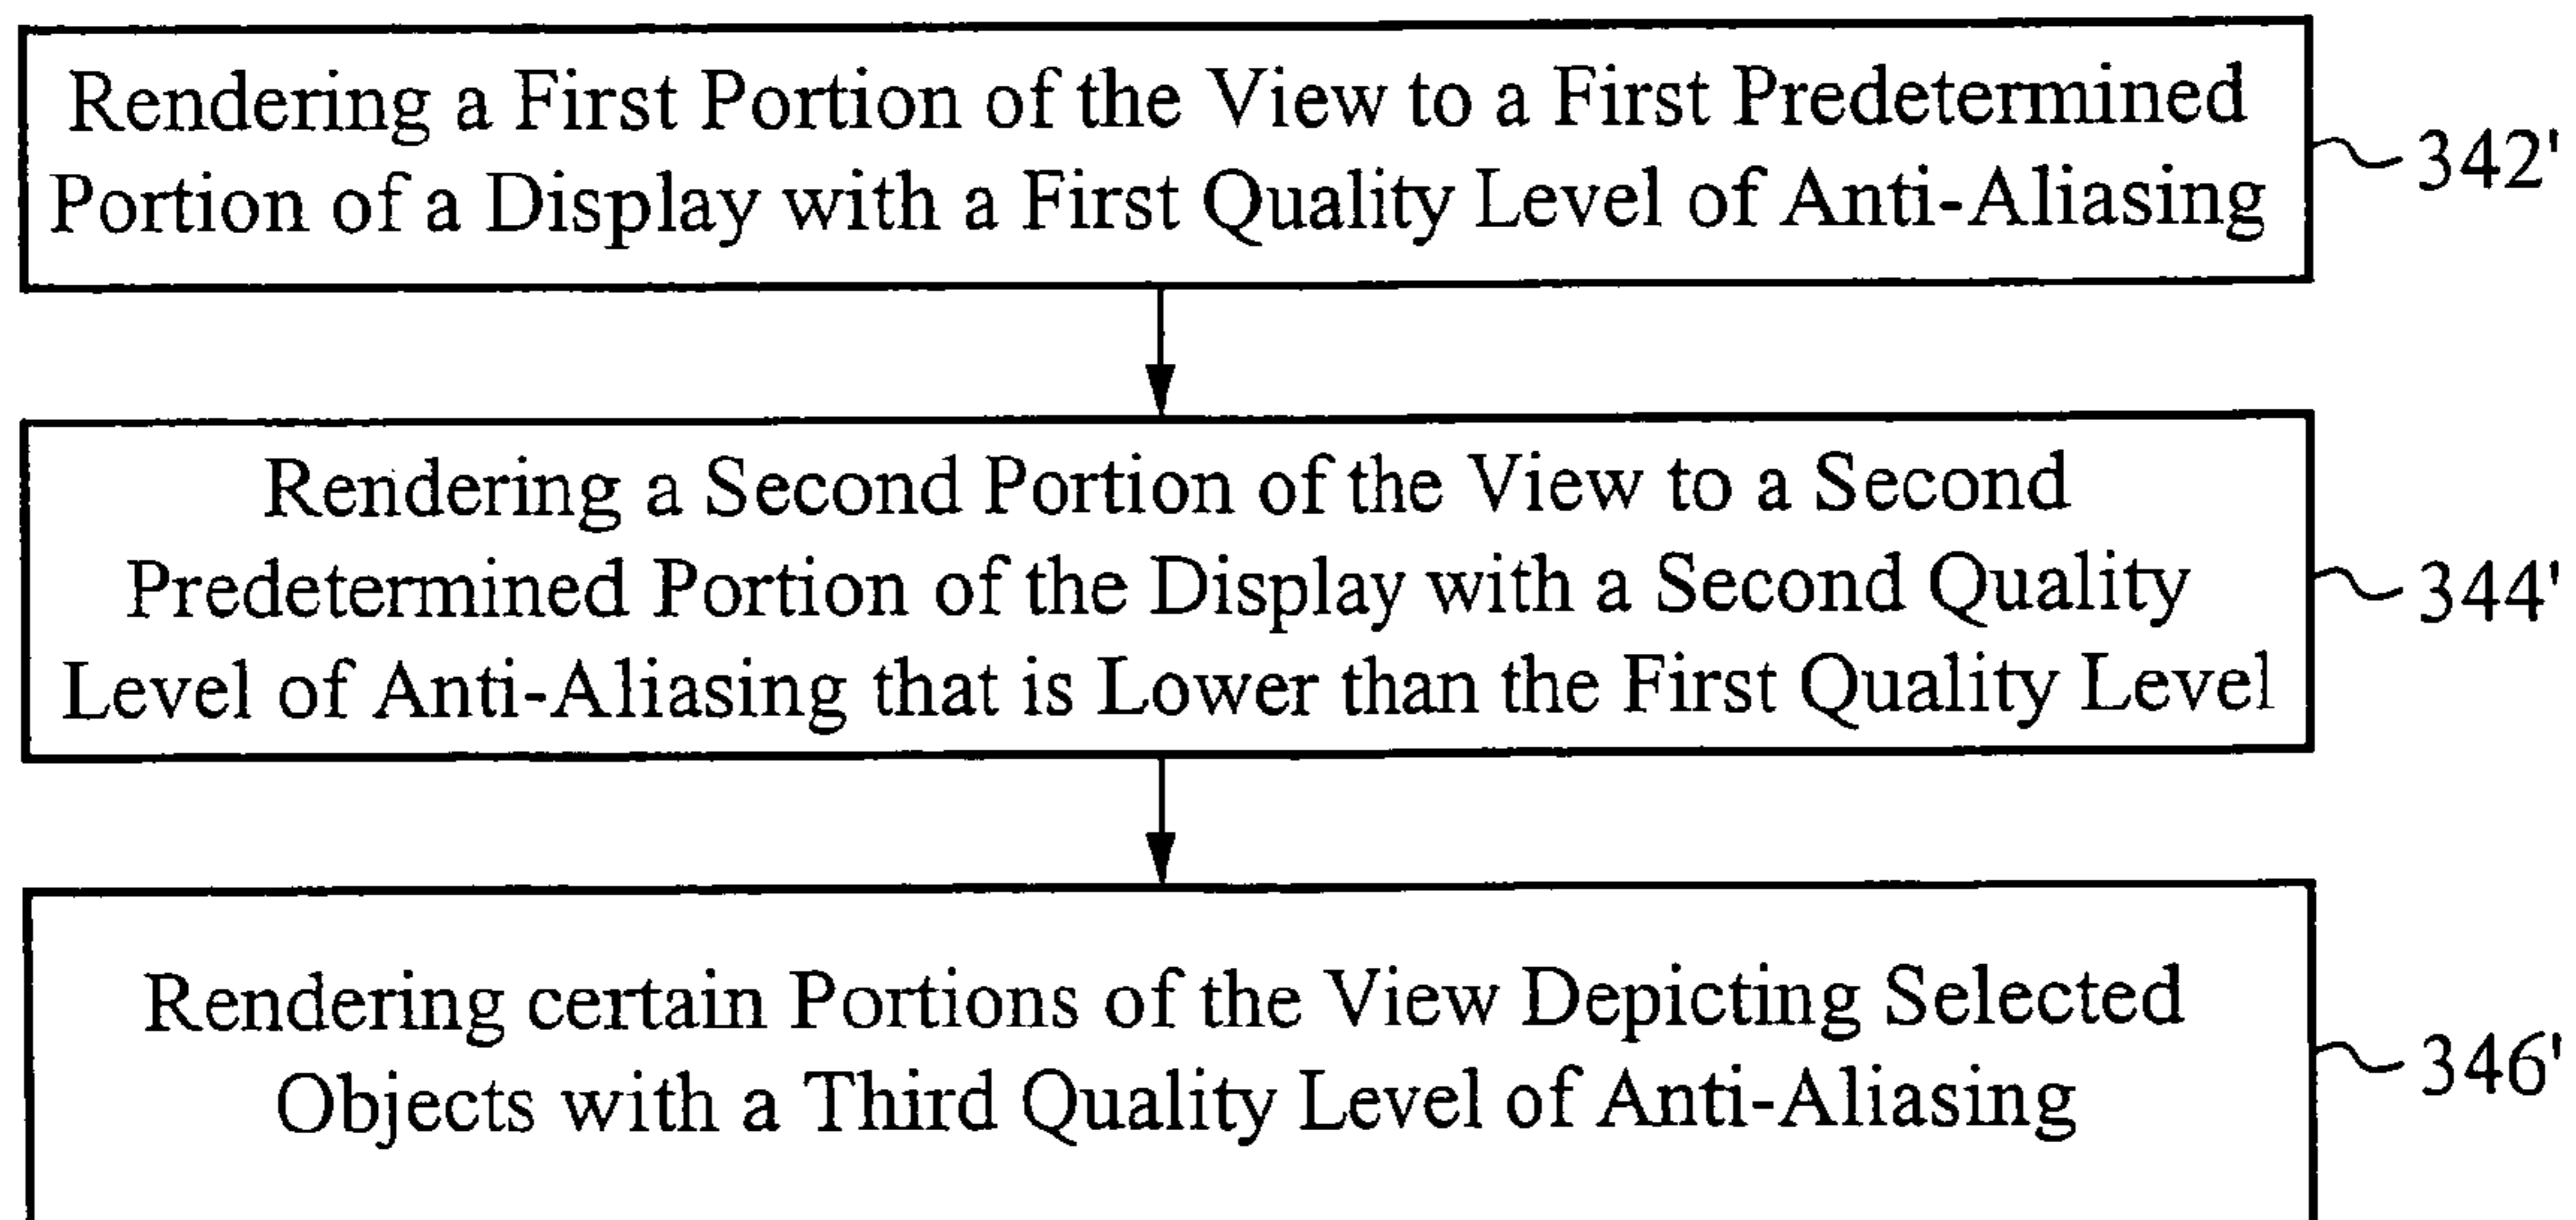 Rendering a First Portion of the View to a First Predetermined
Portion of a Display with a First Quality Level of Anti-Aliasing
342'
Rendering a Second Portion of the View to a Second
Predetermined Portion of the Display with a Second Quality
Level of Anti-Aliasing that is Lower than the First Quality Level
344'
Rendering certain Portions of the View Depicting Selected
Objects with a Third Quality Level of Anti-Aliasing
346'